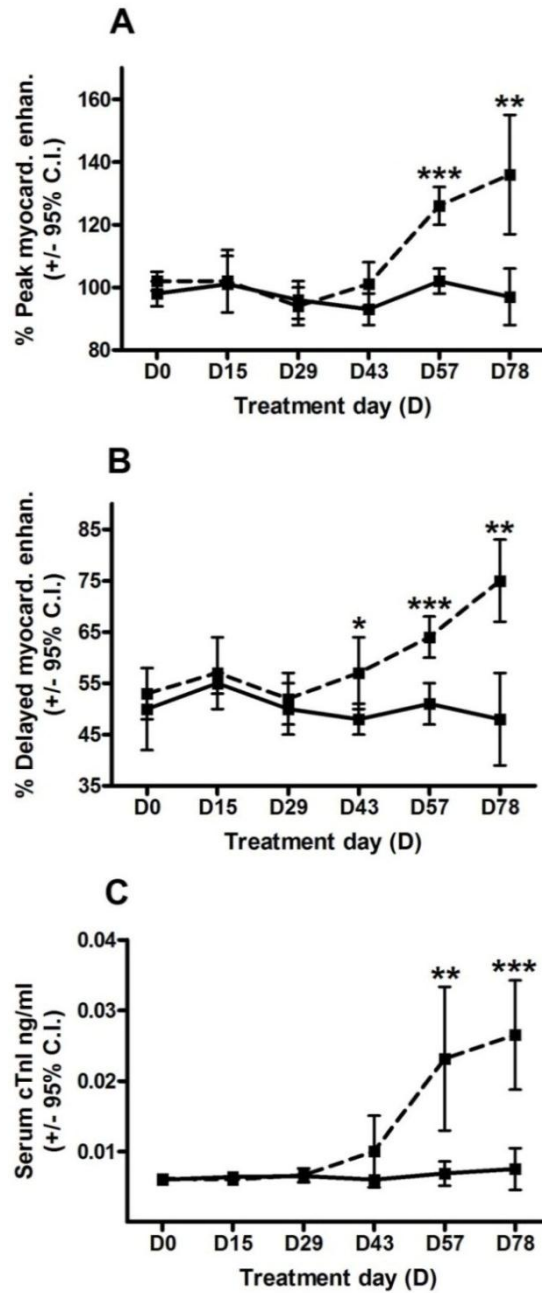 A
% Peak myocard. enhan.
(+/- 95% C.I.)
160
140
120
100
80
***
**
D0 D15 D29 D43 D57 D78
Treatment day (D)
B
% Delayed myocard. enhan.
(+/- 95% C.I.)
85
75
65
55
45
35
*
***
**
D0 D15 D29 D43 D57 D78
Treatment day (D)
C
Serum cTnI ng/ml
(+/- 95% C.I.)
0.04
0.03
0.02
0.01
**
***
D0 D15 D29 D43 D57 D78
Treatment day (D)